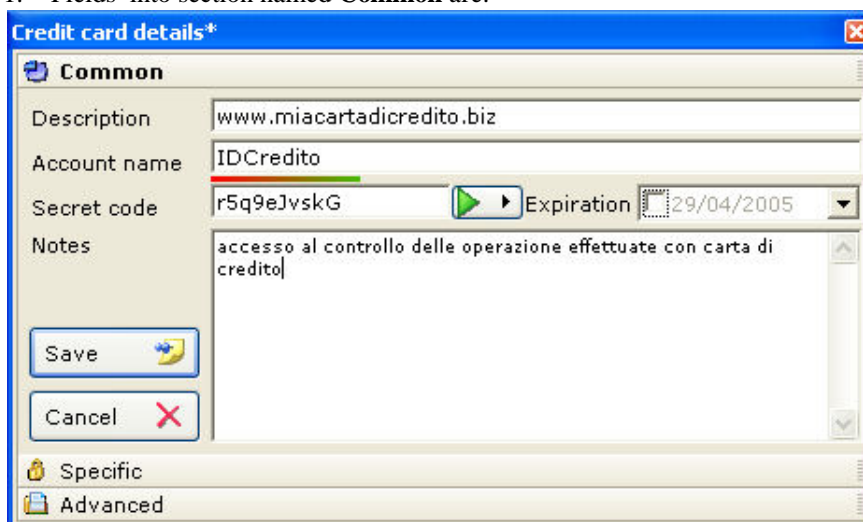 1. Fields into section named Common are:
Credit card details*
Common
Description www.miacartadicredito.biz
Account name IDCredito
Secret code r5q9eJvskG Expiration 29/04/2005
Notes accesso al controllo delle operazione effettuate con carta di
credito
Save
Cancel
Specific
Advanced